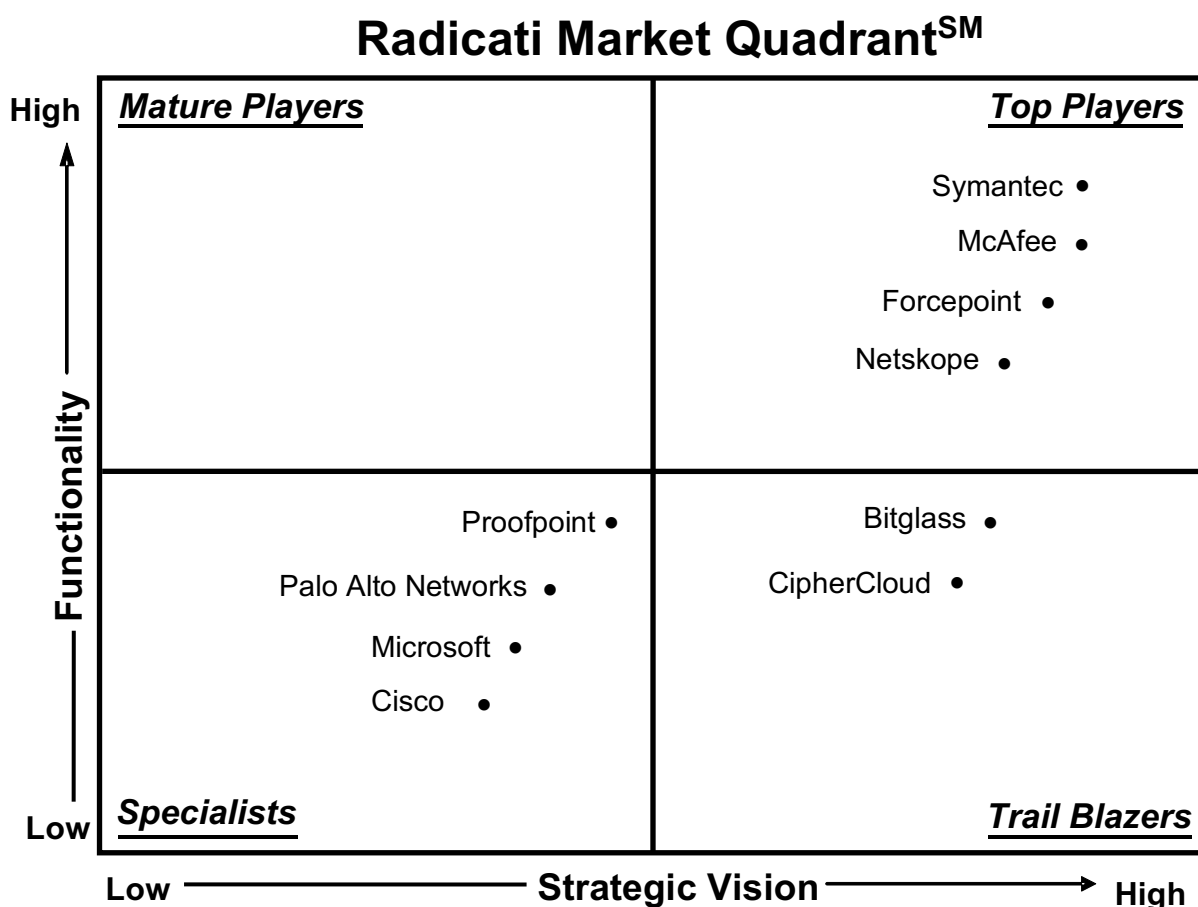 Radicati Market Quadrant℠
High
Mature Players
Top Players
Symantec
McAfee
Forcepoint
Netskope
Functionality
Proofpoint
Bitglass
Palo Alto Networks
CipherCloud
Microsoft
Cisco
Low
Specialists
Trail Blazers
Low
Strategic Vision
High